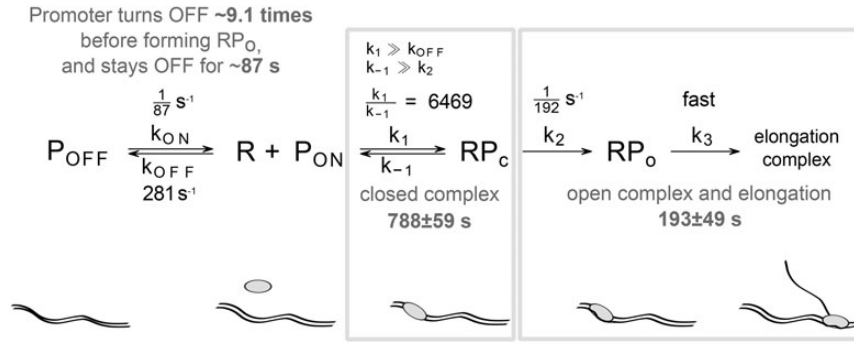 Promoter turns OFF ~9.1 times
before forming RPO,
and stays OFF for ~87 s
k₁ ≫ kOFF
k₋₁ ≫ k₂
k₁/k₋₁ = 6469
1/87 s⁻¹
1/192 s⁻¹
fast
kON
k₁
k₂
k₃
POFF
R + PON
RPc
RPo
elongation
complex
kOFF
k₋₁
281 s⁻¹
closed complex
788±59 s
open complex and elongation
193±49 s